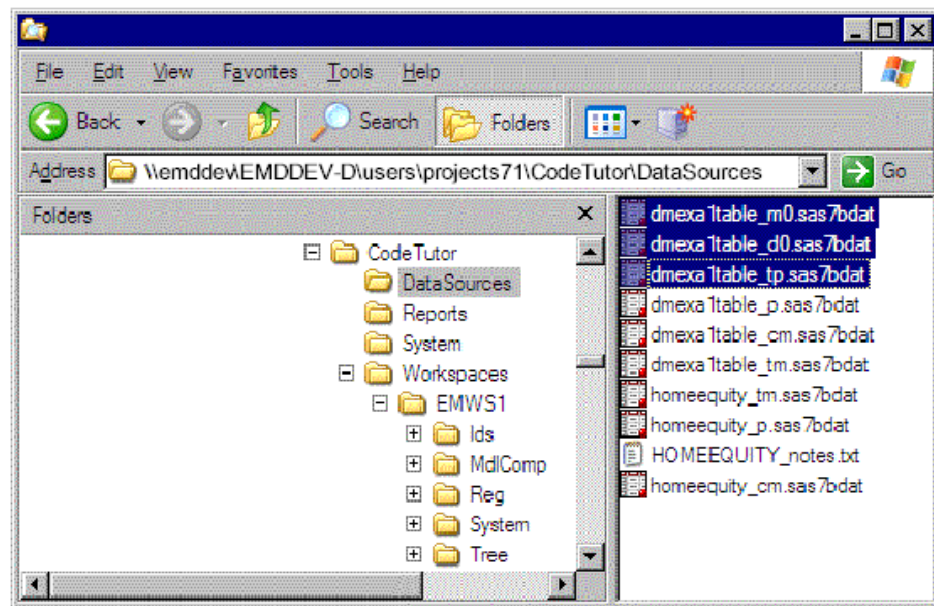 File Edit View Favorites Tools Help
Back Search Folders
Address \\emddev\EMDDEV-D\users\projects71\CodeTutor\DataSources Go
Folders
CodeTutor
DataSources
Reports
System
Workspaces
EMWS1
Ids
MdlComp
Reg
System
Tree
dmexa1table_m0.sas7bdat
dmexa1table_d0.sas7bdat
dmexa1table_tp.sas7bdat
dmexa1table_p.sas7bdat
dmexa1table_cm.sas7bdat
dmexa1table_tm.sas7bdat
homeequity_tm.sas7bdat
homeequity_p.sas7bdat
HOMEEQUITY_notes.txt
homeequity_cm.sas7bdat